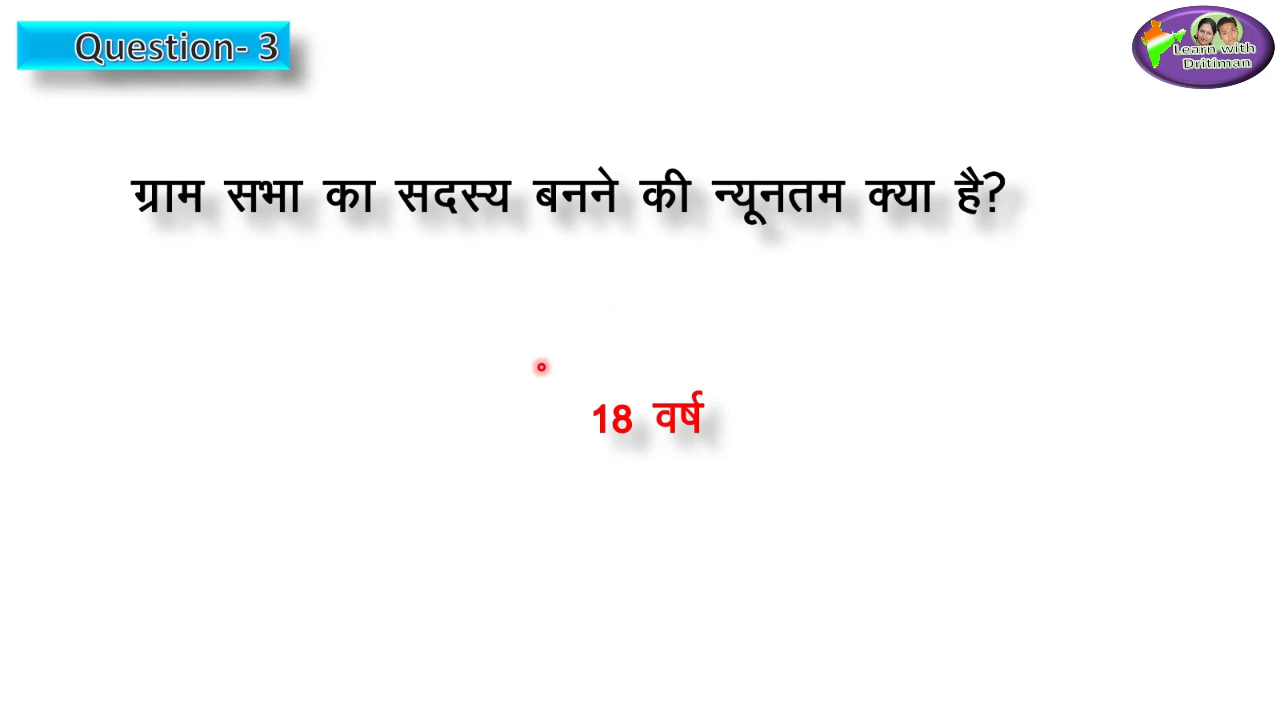 Question- 3
Learn with
Dritiman
ग्राम सभा का सदस्य बनने की न्यूनतम क्या है?
18 वर्ष